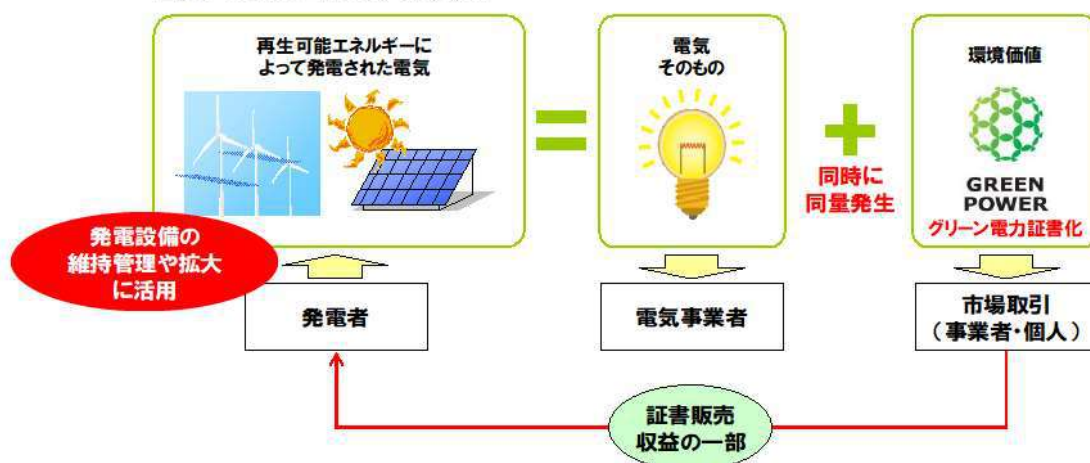 再生可能エネルギーに
よって発電された電気
電気
そのもの
環境価値
同時に
同量発生
GREEN
POWER
グリーン電力証書化
発電設備の
維持管理や拡大
に活用
発電者
電気事業者
市場取引
（事業者・個人）
証書販売
収益の一部